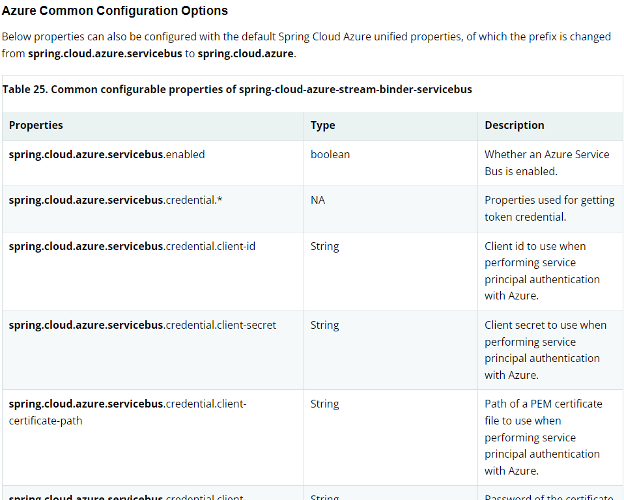 Azure Common Configuration Options
Below properties can also be configured with the default Spring Cloud Azure unified properties, of which the prefix is changed
from spring.cloud.azure.servicebus to spring.cloud.azure.
Table 25. Common configurable properties of spring-cloud-azure-stream-binder-servicebus
Properties Type Description
spring.cloud.azure.servicebus.enabled boolean Whether an Azure Service
Bus is enabled.
spring.cloud.azure.servicebus.credential.* NA Properties used for getting
token credential.
spring.cloud.azure.servicebus.credential.client-id String Client id to use when
performing service
principal authentication
with Azure.
spring.cloud.azure.servicebus.credential.client-secret String Client secret to use when
performing service
principal authentication
with Azure.
spring.cloud.azure.servicebus.credential.client- String Path of a PEM certificate
certificate-path file to use when
performing service
principal authentication
with Azure.
spring.cloud.azure.servicebus.credential.client- String Password of the certificate